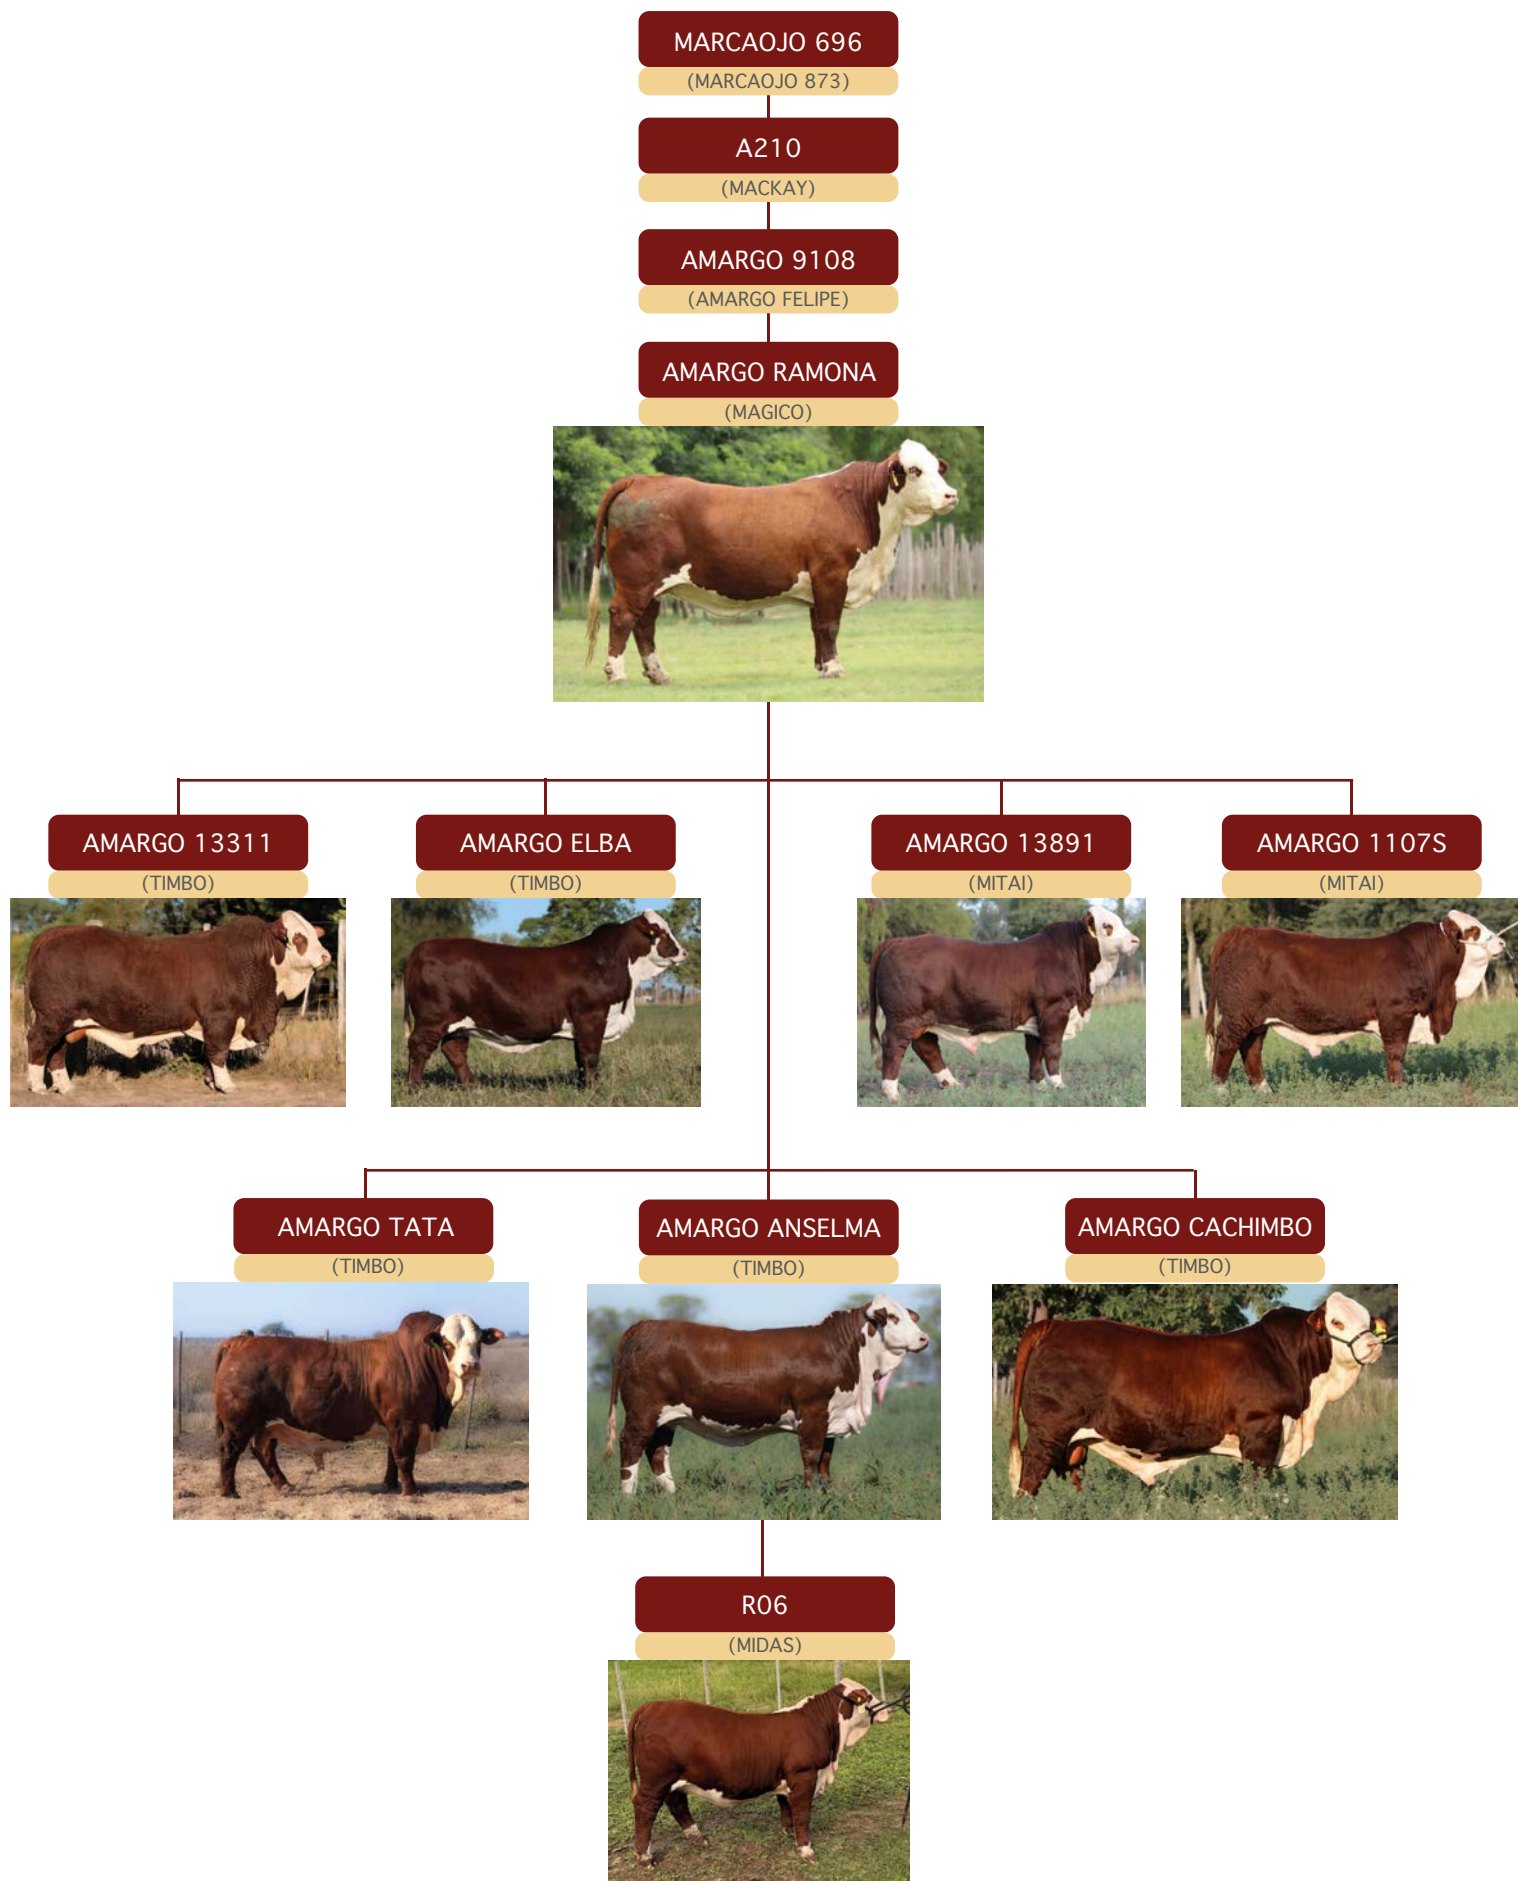 MARCAOJO 696
(MARCAOJO 873)
A210
(MACKAY)
AMARGO 9108
(AMARGO FELIPE)
AMARGO RAMONA
(MAGICO)
AMARGO 13311
(TIMBO)
AMARGO ELBA
(TIMBO)
AMARGO 13891
(MITAI)
AMARGO 1107S
(MITAI)
AMARGO TATA
(TIMBO)
AMARGO ANSELMA
(TIMBO)
AMARGO CACHIMBO
(TIMBO)
R06
(MIDAS)